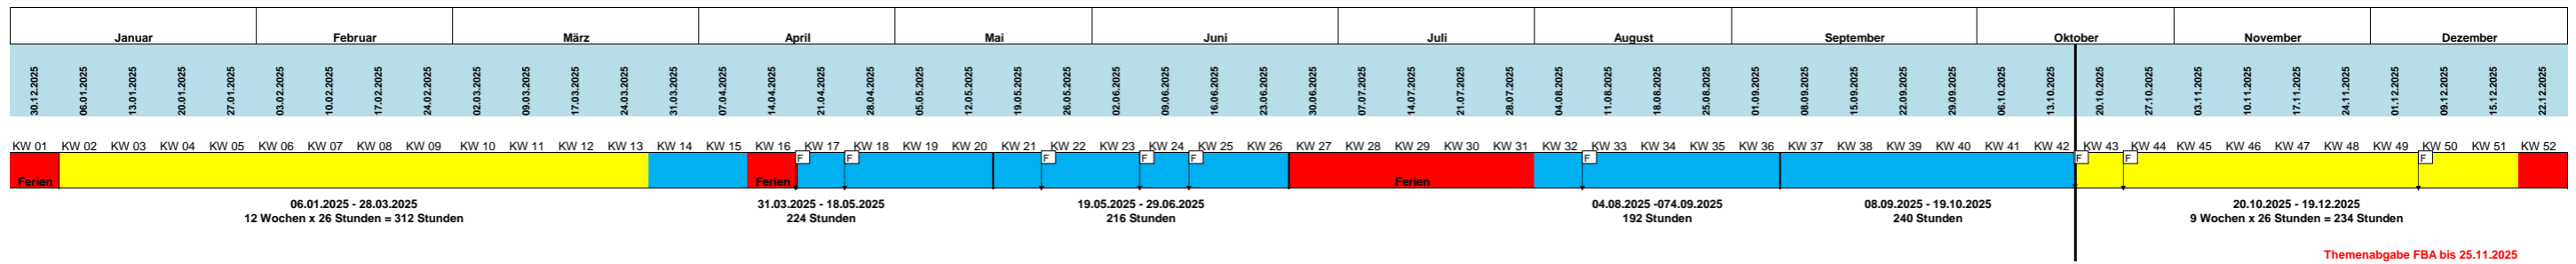 Januar Februar März April Mai Juni Juli August September Oktober November Dezember
30.12.2025 06.01.2025 13.01.2025 20.01.2025 27.01.2025 03.02.2025 10.02.2025 17.02.2025 24.02.2025 02.03.2025 09.03.2025 17.03.2025 24.03.2025 31.03.2025 07.04.2025 14.04.2025 21.04.2025 28.04.2025 05.05.2025 12.05.2025 19.05.2025 26.05.2025 02.06.2025 09.06.2025 16.06.2025 23.06.2025 30.06.2025 07.07.2025 14.07.2025 21.07.2025 28.07.2025 04.08.2025 11.08.2025 18.08.2025 25.08.2025 01.09.2025 08.09.2025 15.09.2025 22.09.2025 29.09.2025 06.10.2025 13.10.2025 20.10.2025 27.10.2025 03.11.2025 10.11.2025 17.11.2025 24.11.2025 01.12.2025 09.12.2025 15.12.2025 22.12.2025
KW 01 KW 02 KW 03 KW 04 KW 05 KW 06 KW 07 KW 08 KW 09 KW 10 KW 11 KW 12 KW 13 KW 14 KW 15 KW 16 KW 17 KW 18 KW 19 KW 20 KW 21 KW 22 KW 23 KW 24 KW 25 KW 26 KW 27 KW 28 KW 29 KW 30 KW 31 KW 32 KW 33 KW 34 KW 35 KW 36 KW 37 KW 38 KW 39 KW 40 KW 41 KW 42 KW 43 KW 44 KW 45 KW 46 KW 47 KW 48 KW 49 KW 50 KW 51 KW 52
F F F F F F F F F
Ferien Ferien Ferien
06.01.2025 - 28.03.2025 31.03.2025 - 18.05.2025 19.05.2025 - 29.06.2025 04.08.2025 -074.09.2025 08.09.2025 - 19.10.2025 20.10.2025 - 19.12.2025
12 Wochen x 26 Stunden = 312 Stunden 224 Stunden 216 Stunden 192 Stunden 240 Stunden 9 Wochen x 26 Stunden = 234 Stunden
Themenabgabe FBA bis 25.11.2025